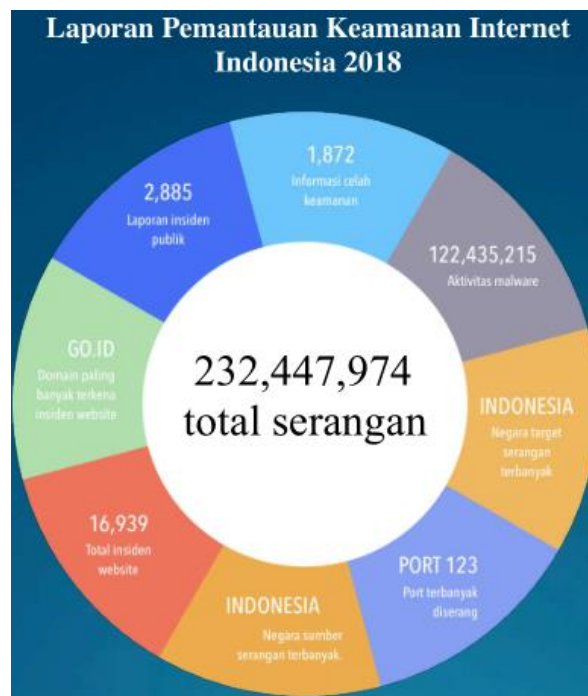 Laporan Pemantauan Keamanan Internet
Indonesia 2018
1,872
Informasi celah
keamanan
2,885
Laporan insiden
publik
122,435,215
Aktivitas malware
GO.ID
Domain paling
banyak terkena
insiden website
232,447,974
total serangan
INDONESIA
Negara target
serangan
terbanyak
16,939
Total insiden
website
PORT 123
Port terbanyak
diserang
INDONESIA
Negara sumber
serangan terbanyak.